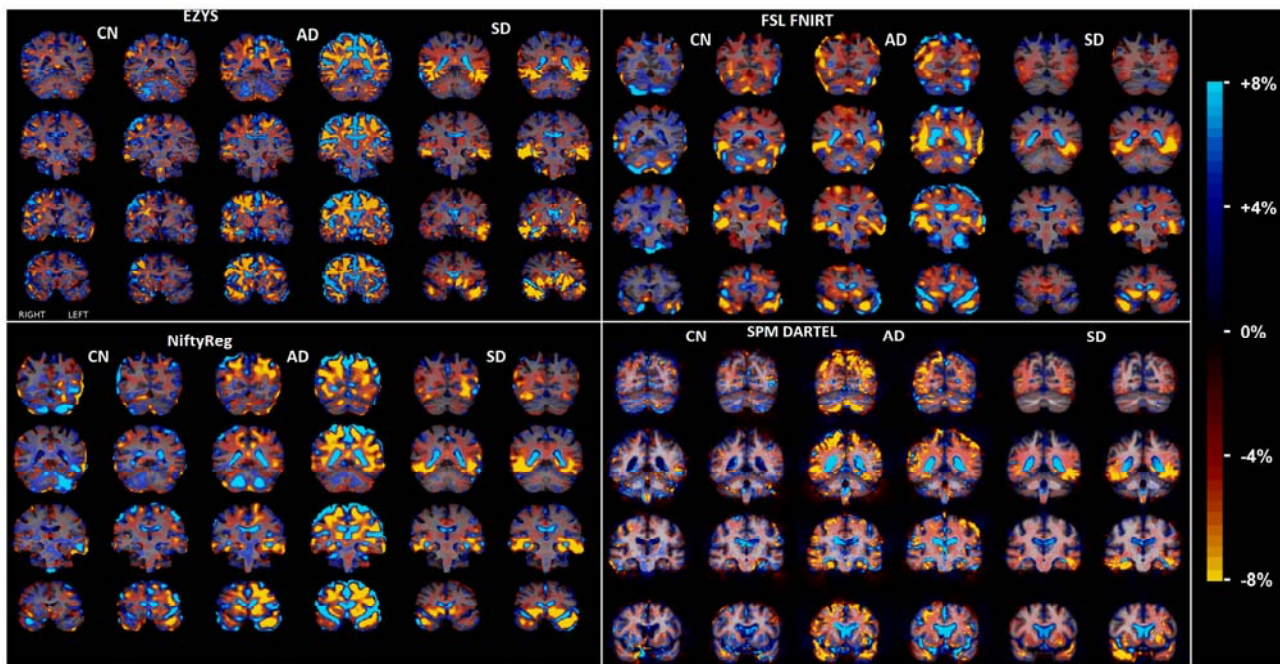 EZYS
CN AD SD
RIGHT LEFT
FSL FNIRT
CN AD SD
NiftyReg
CN AD SD
SPM DARTEL
CN AD SD
+8%
+4%
0%
-4%
-8%